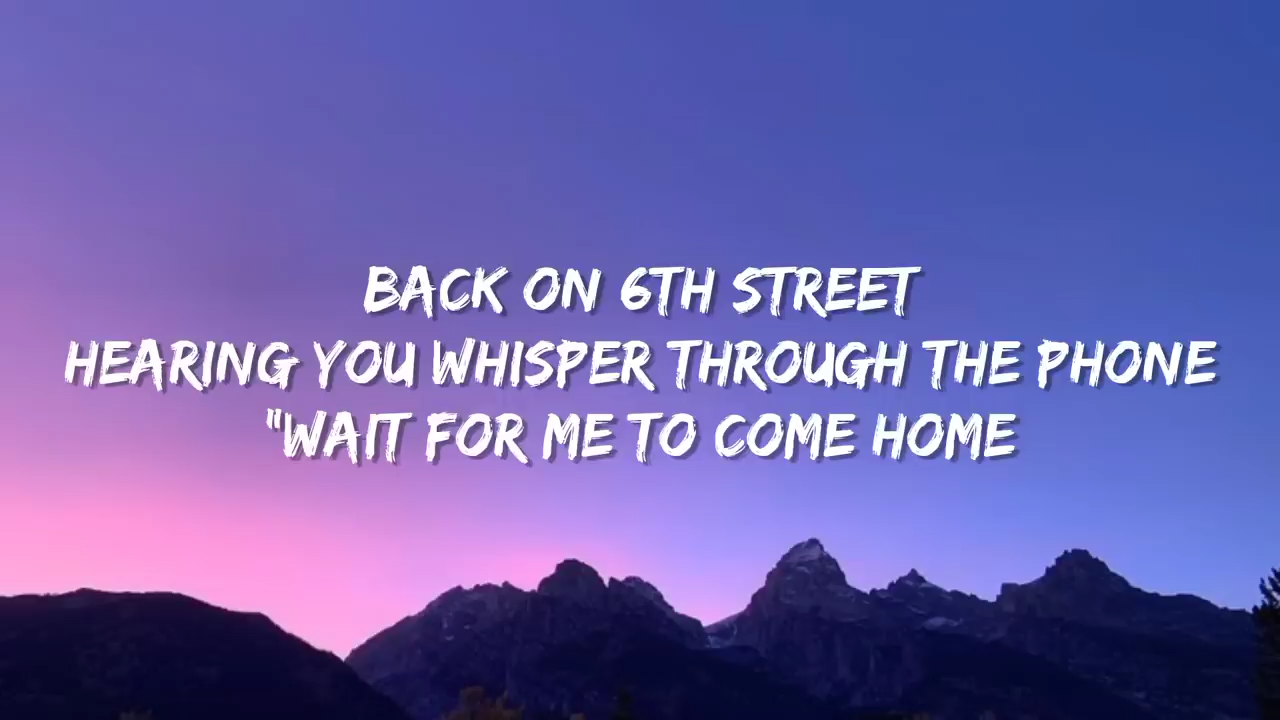 BACK ON 6TH STREET
HEARING YOU WHISPER THROUGH THE PHONE
"WAIT FOR ME TO COME HOME